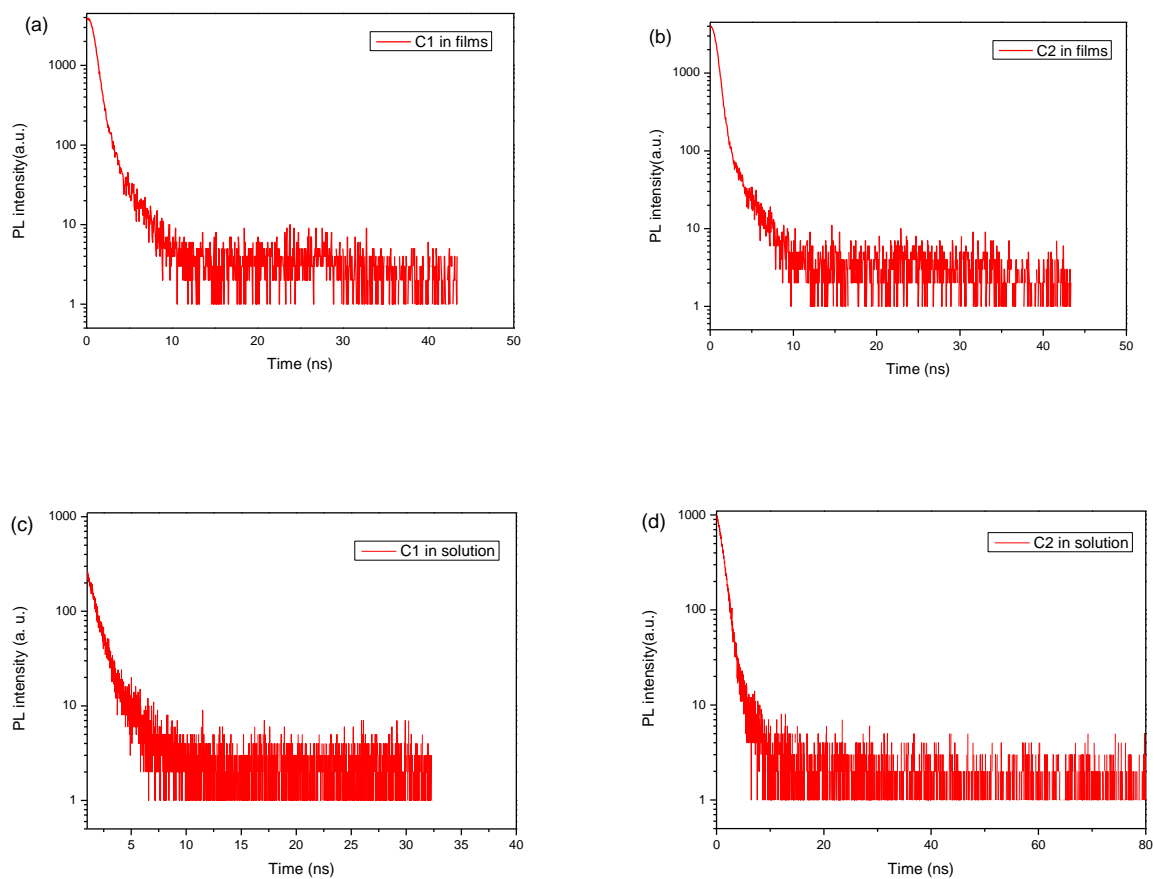 (a)
C1 in films
PL intensity(a.u.)
1000
100
10
1
0 10 20 30 40 50
Time (ns)
(b)
C2 in films
PL intensity(a.u.)
1000
100
10
1
0 10 20 30 40 50
Time (ns)
(c)
C1 in solution
PL intensity (a. u.)
1000
100
10
1
5 10 15 20 25 30 35 40
Time (ns)
(d)
C2 in solution
PL intensity(a.u.)
1000
100
10
1
0 20 40 60 80
Time (ns)